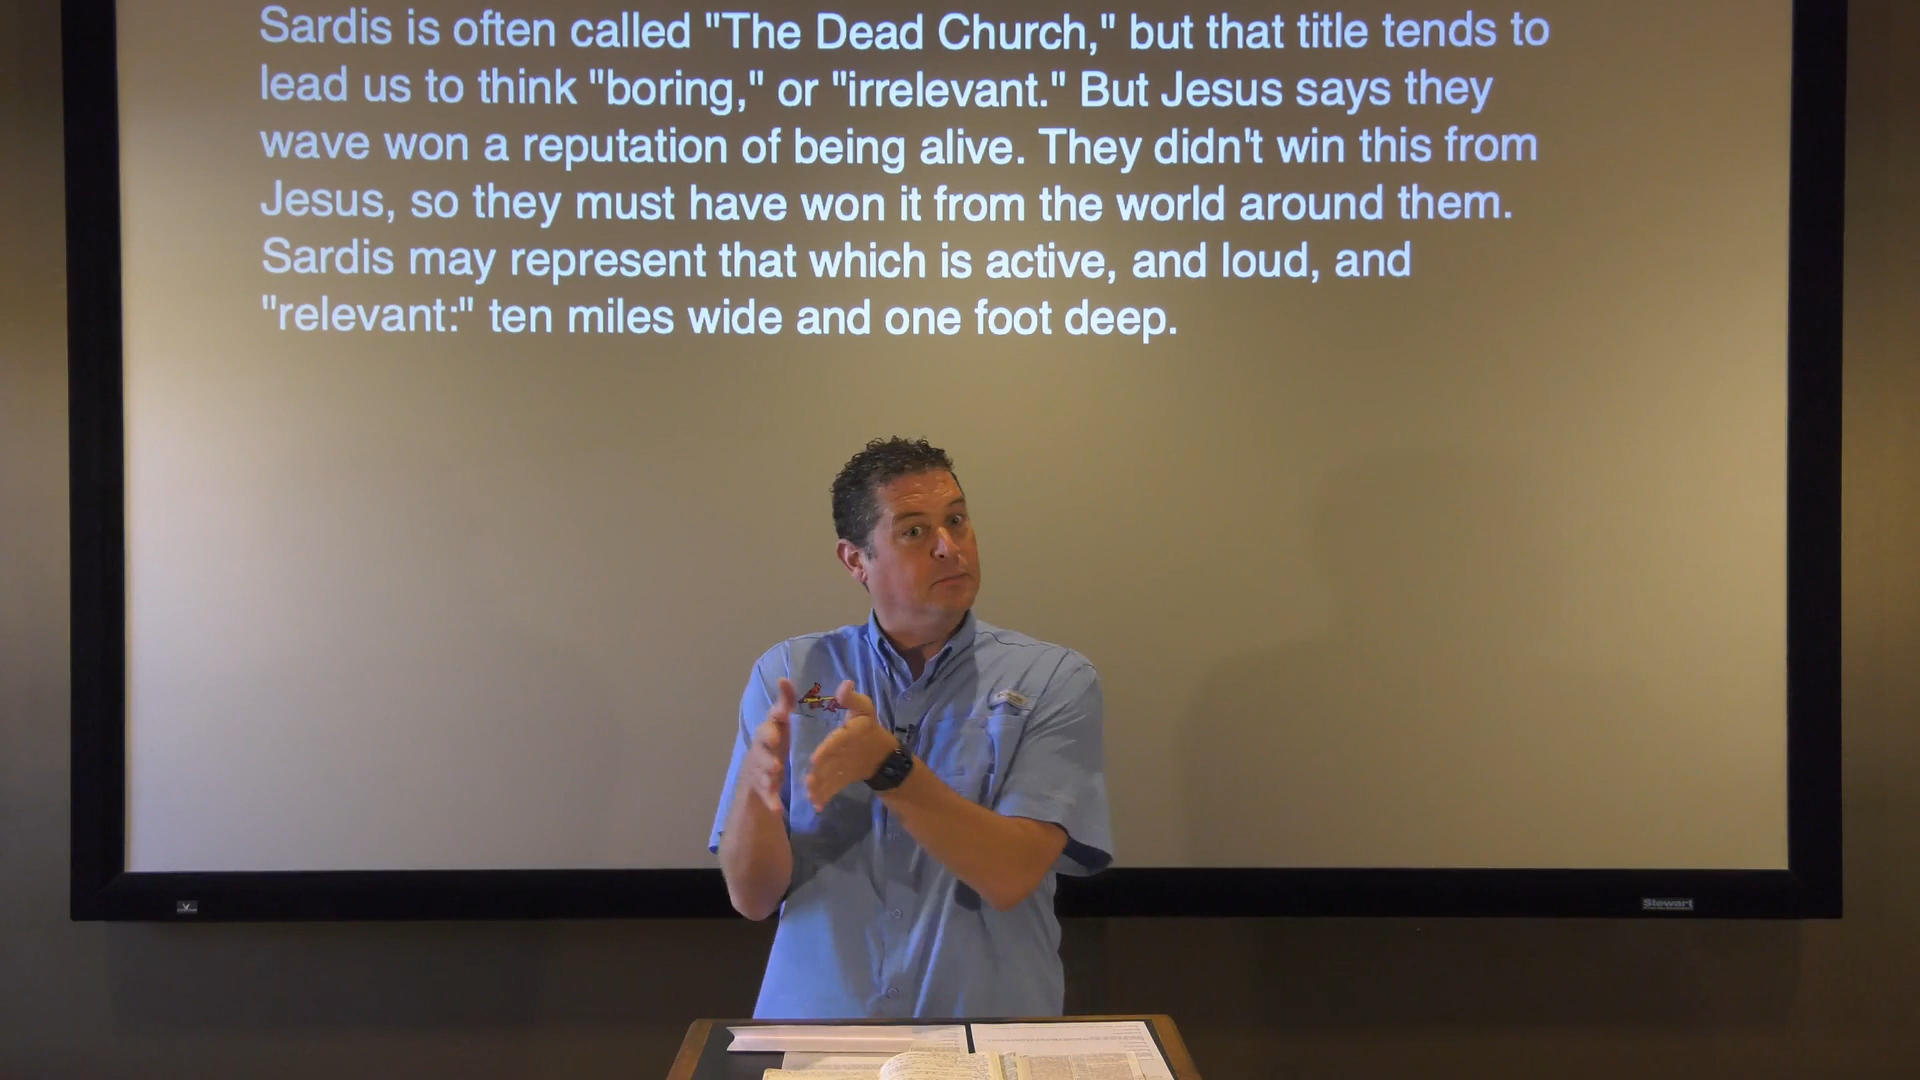 Sardis is often called "The Dead Church," but that title tends to
lead us to think "boring," or "irrelevant." But Jesus says they
wave won a reputation of being alive. They didn't win this from
Jesus, so they must have won it from the world around them.
Sardis may represent that which is active, and loud, and
"relevant:" ten miles wide and one foot deep.
Stewart